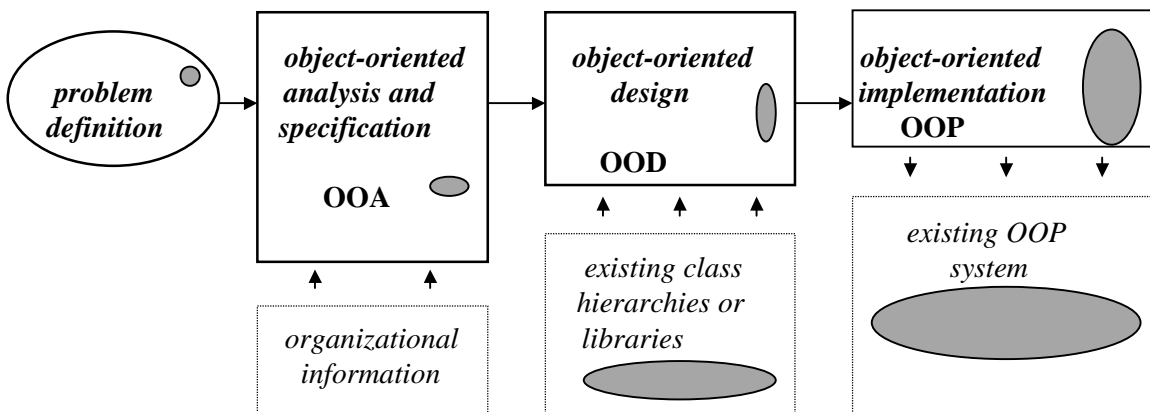 problem
definition
object-oriented
analysis and
specification
OOA
object-oriented
design
OOD
object-oriented
implementation
OOP
organizational
information
existing class
hierarchies or
libraries
existing OOP
system